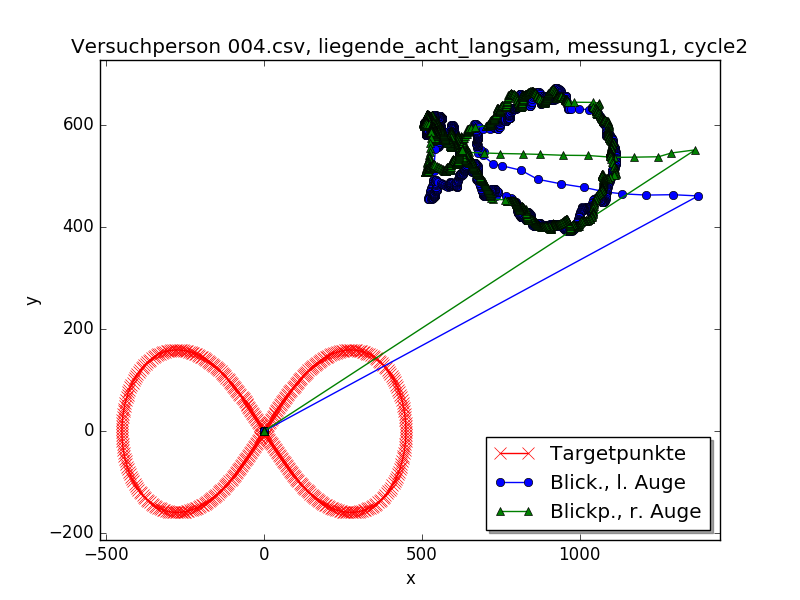 Versuchperson 004.csv, liegende_acht_langsam, messung1, cycle2
600
400
200
0
−200
y
−500
0
500
1000
x
Targetpunkte
Blick., l. Auge
Blickp., r. Auge